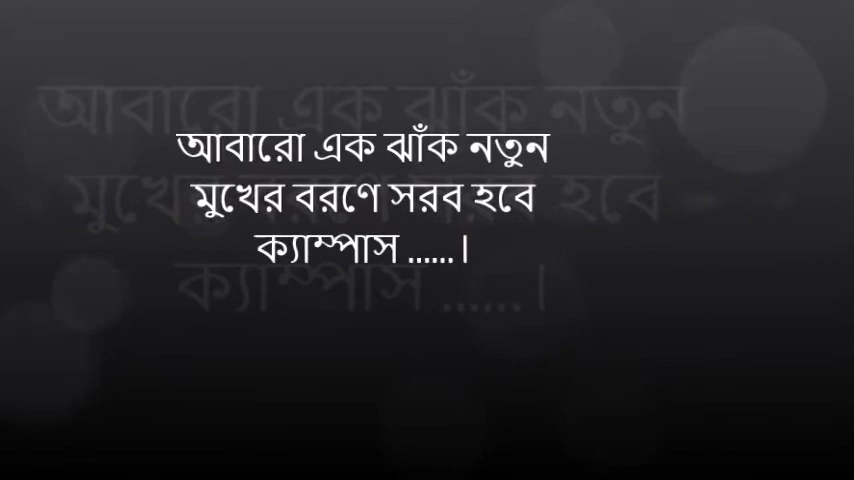 আবারো এক ঝাঁক নতুন
মুখের বরণে সরব হবে
ক্যাম্পাস ......।